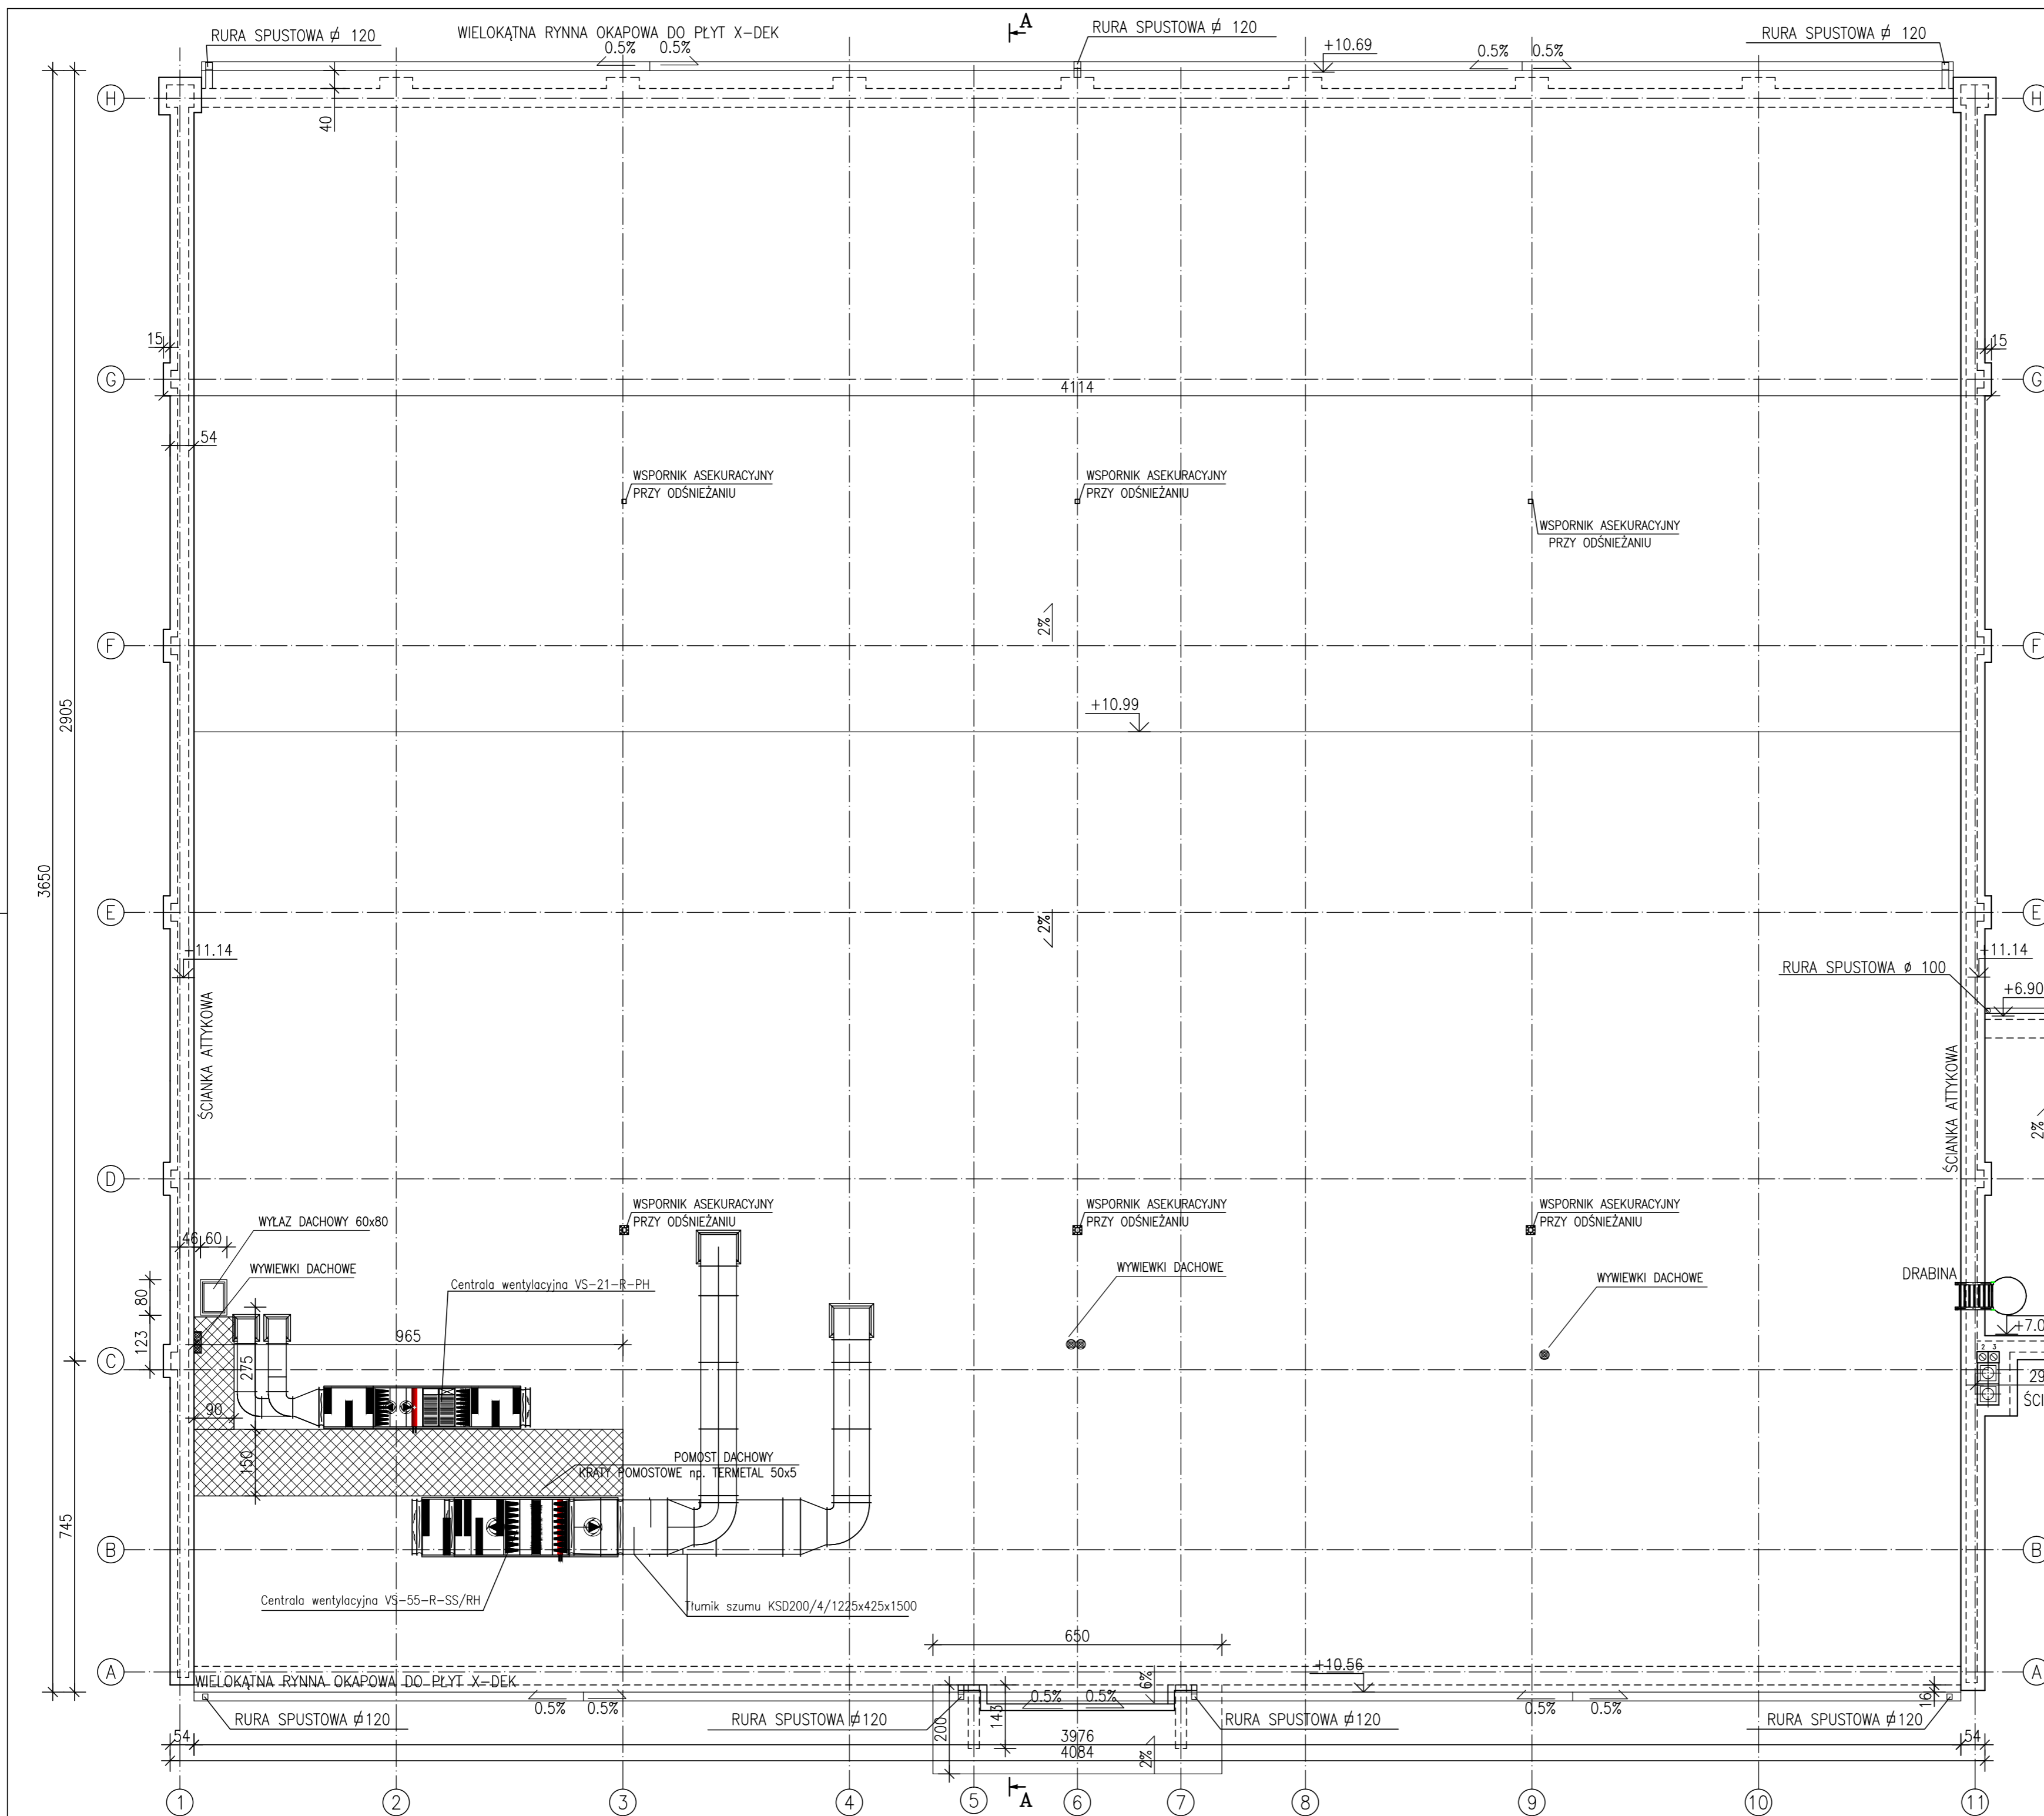 RURA SPUSTOWA ⌀ 120
WIELOKĄTNA RYNNA OKAPOWA DO PŁYT X-DEK
0.5% 0.5%
A
RURA SPUSTOWA ⌀ 120
+10.69
0.5% 0.5%
RURA SPUSTOWA ⌀ 120
H
H
40
15
15
G
G
4114
54
WSPORNIK ASEKURACYJNY
PRZY ODŚNIEŻANIU
WSPORNIK ASEKURACYJNY
PRZY ODŚNIEŻANIU
WSPORNIK ASEKURACYJNY
PRZY ODŚNIEŻANIU
2%
F
F
2905
+10.99
3650
E
E
2%
+11.14
+11.14
RURA SPUSTOWA ⌀ 100
+6.90
ŚCIANKA ATTYKOWA
ŚCIANKA ATTYKOWA
2%
D
WSPORNIK ASEKURACYJNY
PRZY ODŚNIEŻANIU
WSPORNIK ASEKURACYJNY
PRZY ODŚNIEŻANIU
WSPORNIK ASEKURACYJNY
PRZY ODŚNIEŻANIU
WYŁAZ DACHOWY 60x80
46 60
WYWIEWKI DACHOWE
Centrala wentylacyjna VS-21-R-PH
WYWIEWKI DACHOWE
WYWIEWKI DACHOWE
DRABINA
80
123
965
275
+7.0
2 3
C
29
ŚCI
90
150
POMOST DACHOWY
KRATY POMOSTOWE np. TERMETAL 50x5
745
B
B
Centrala wentylacyjna VS-55-R-SS/RH
Tłumik szumu KSD200/4/1225x425x1500
650
A
+10.56
A
WIELOKĄTNA RYNNA OKAPOWA DO PŁYT X-DEK
6%
0.5% 0.5%
0.5% 0.5%
0.5% 0.5%
16
RURA SPUSTOWA ⌀120
RURA SPUSTOWA ⌀120
RURA SPUSTOWA ⌀120
RURA SPUSTOWA ⌀120
200
143
54
3976
54
4084
2%
A
1 2 3 4 5 6 7 8 9 10 11